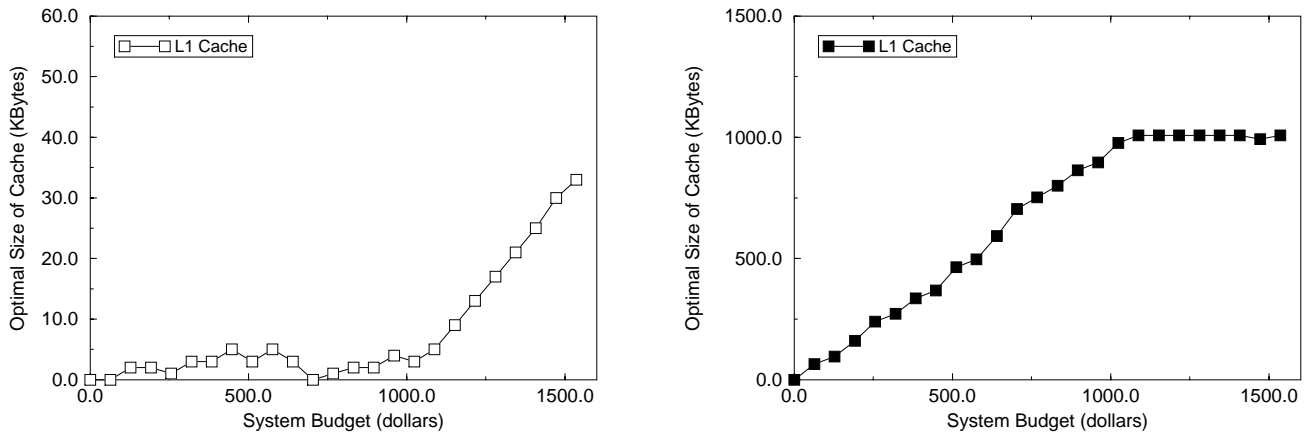 60.0
50.0
40.0
30.0
20.0
10.0
0.0
Optimal Size of Cache (KBytes)
L1 Cache
0.0 500.0 1000.0 1500.0
System Budget (dollars)
1500.0
1000.0
500.0
0.0
Optimal Size of Cache (KBytes)
L1 Cache
0.0 500.0 1000.0 1500.0
System Budget (dollars)